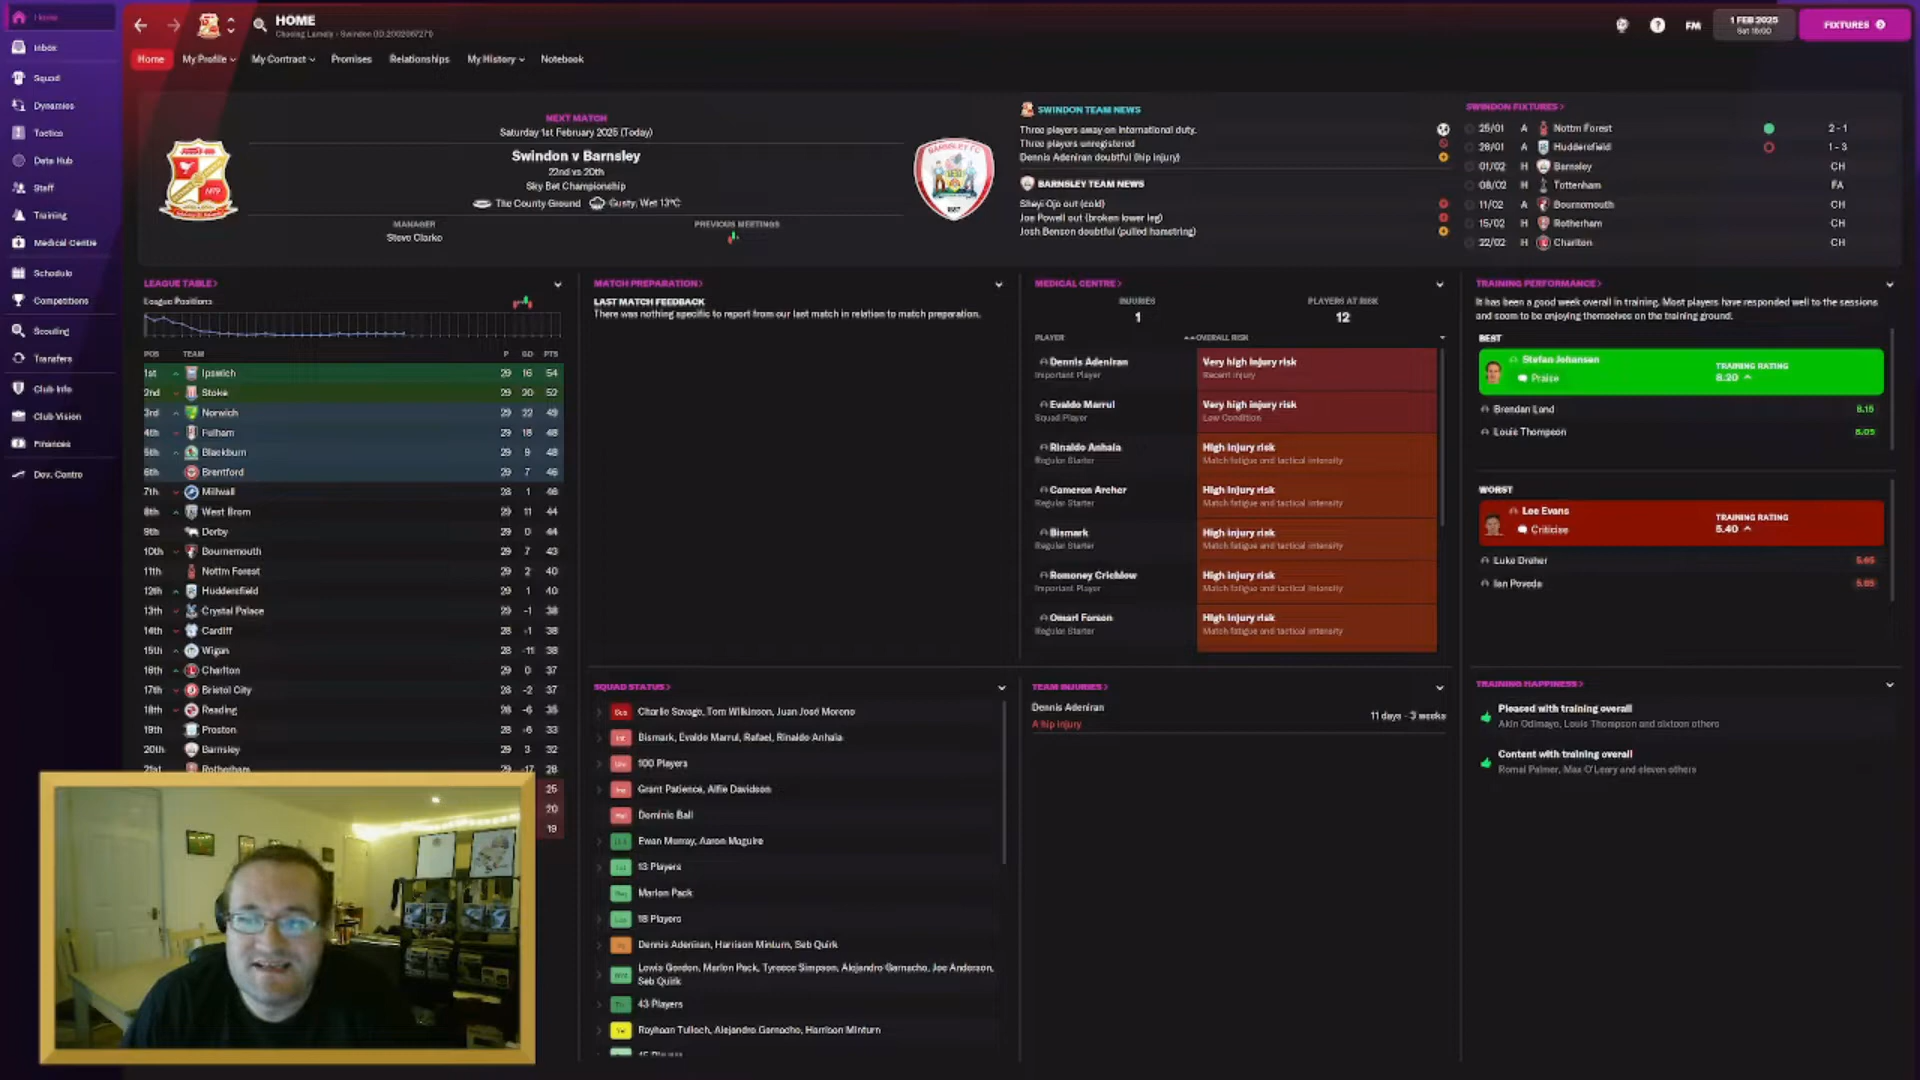 Home
HOME
FM
1 FEB 2025
Sat 15:00
FIXTURES
Inbox
Home
My Profile
My Contract
Promises
Relationships
My History
Notebook
Squad
Dynamics
Tactics
Data Hub
Staff
Training
Medical Centre
Schedule
Competitions
Scouting
Transfers
Club Info
Club Vision
Finances
Dev. Centre
NEXT MATCH
Saturday 1st February 2025 (Today)
Swindon v Barnsley
22nd vs 20th
Sky Bet Championship
The County Ground
Gusty, Wet 13°C
MANAGER
Steve Clarke
PREVIOUS MEETINGS
SWINDON TEAM NEWS
Three players away on international duty.
Three players unregistered
Dennis Adeniran doubtful (hip injury)
BARNSLEY TEAM NEWS
Sheyi Ojo out (cold)
Joe Powell out (broken lower leg)
Josh Benson doubtful (pulled hamstring)
SWINDON FIXTURES >
25/01 A Nottm Forest 2 - 1
28/01 A Huddersfield 1 - 3
01/02 H Barnsley CH
08/02 H Tottenham FA
11/02 A Bournemouth CH
15/02 H Rotherham CH
22/02 H Charlton CH
LEAGUE TABLE >
League Positions
POS TEAM P GD PTS
1st Ipswich 29 16 54
2nd Stoke 29 20 52
3rd Norwich 29 22 49
4th Fulham 29 18 48
5th Blackburn 29 9 48
6th Brentford 29 7 46
7th Millwall 28 1 46
8th West Brom 29 11 44
9th Derby 29 0 44
10th Bournemouth 29 7 43
11th Nottm Forest 29 2 40
12th Huddersfield 29 1 40
13th Crystal Palace 29 -1 38
14th Cardiff 28 -1 38
15th Wigan 28 -11 38
16th Charlton 29 0 37
17th Bristol City 28 -2 37
18th Reading 28 -6 35
19th Preston 28 -6 33
20th Barnsley 29 3 32
21st Rotherham 29 -17 28
25
20
19
MATCH PREPARATION >
LAST MATCH FEEDBACK
There was nothing specific to report from our last match in relation to match preparation.
MEDICAL CENTRE >
INJURIES
1
PLAYERS AT RISK
12
PLAYER OVERALL RISK
Dennis Adeniran Very high injury risk
Important Player Recent injury
Evaldo Marrul Very high injury risk
Squad Player Low Condition
Rinaldo Anhaia High injury risk
Regular Starter Match fatigue and tactical intensity
Cameron Archer High injury risk
Regular Starter Match fatigue and tactical intensity
Bismark High injury risk
Regular Starter Match fatigue and tactical intensity
Romoney Crichlow High injury risk
Important Player Match fatigue and tactical intensity
Omari Forson High injury risk
Regular Starter Match fatigue and tactical intensity
TRAINING PERFORMANCE >
It has been a good week overall in training. Most players have responded well to the sessions
and seem to be enjoying themselves on the training ground.
BEST
Stefan Johansen
Praise
TRAINING RATING
8.20
Brendan Land 8.15
Louis Thompson 8.05
WORST
Lee Evans
Criticise
TRAINING RATING
5.40
Luke Dreher 5.65
Ian Poveda 5.85
SQUAD STATUS >
Charlie Savage, Tom Wilkinson, Juan José Moreno
Bismark, Evaldo Marrul, Rafael, Rinaldo Anhaia
100 Players
Grant Patience, Alfie Davidson
Dominic Ball
Ewan Murray, Aaron Maguire
13 Players
Marlon Pack
18 Players
Dennis Adeniran, Harrison Minturn, Seb Quirk
Lewis Gordon, Marlon Pack, Tyreece Simpson, Alejandro Garnacho, Joe Anderson,
Seb Quirk
43 Players
Rayhaan Tulloch, Alejandro Garnacho, Harrison Minturn
TEAM INJURIES >
Dennis Adeniran
A hip injury
11 days - 3 weeks
TRAINING HAPPINESS >
Pleased with training overall
Akin Odimayo, Louis Thompson and sixteen others
Content with training overall
Romal Palmer, Max O'Leary and eleven others